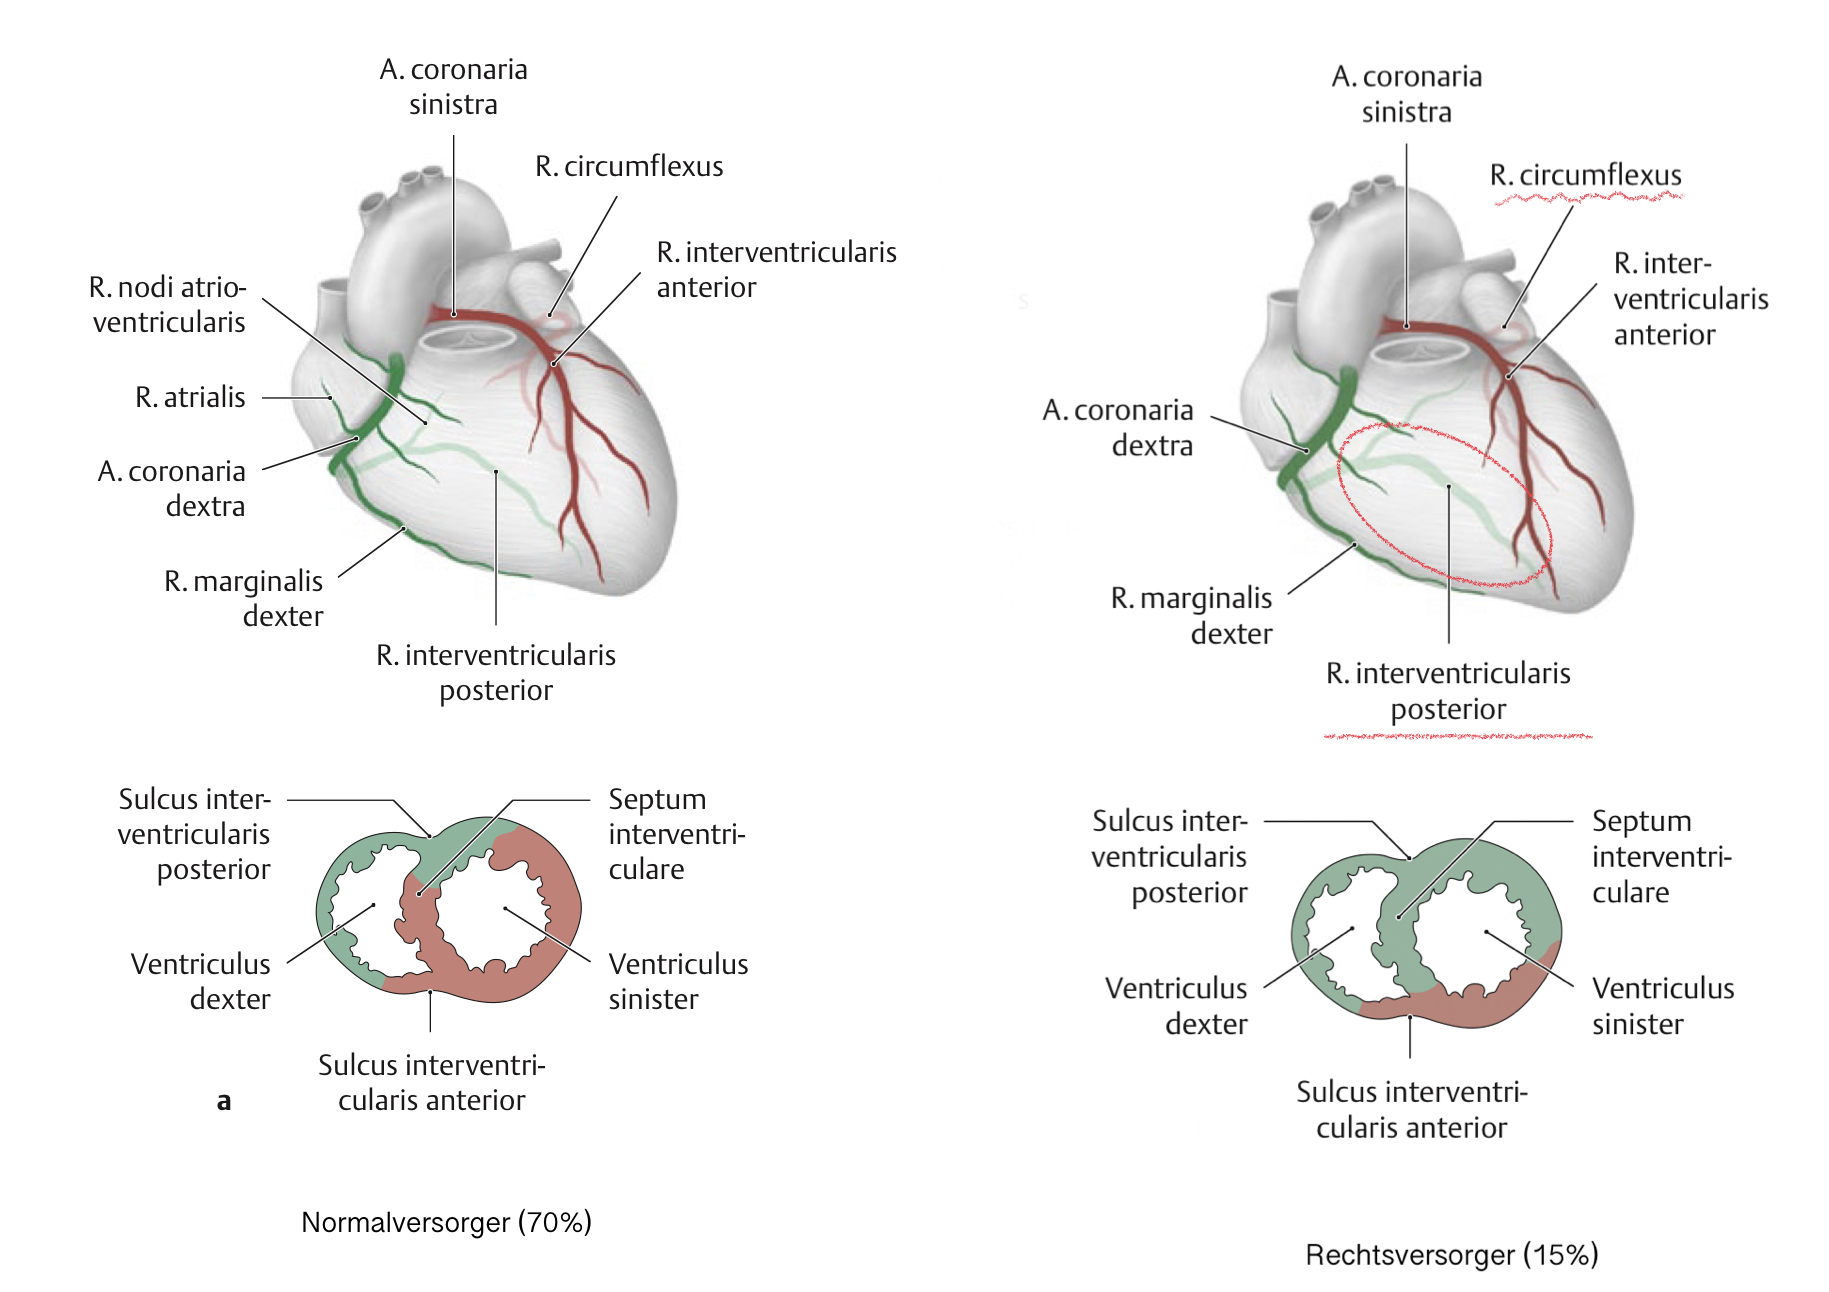 A. coronaria
sinistra
R. circumflexus
R. interventricularis
anterior
R. nodi atrio-
ventricularis
R. atrialis
A. coronaria
dextra
R. marginalis
dexter
R. interventricularis
posterior
Sulcus inter-
ventricularis
posterior
Septum
interventri-
culare
Ventriculus
dexter
Ventriculus
sinister
Sulcus interventri-
cularis anterior
a
Normalversorger (70%)
A. coronaria
sinistra
R. circumflexus
R. inter-
ventricularis
anterior
A. coronaria
dextra
R. marginalis
dexter
R. interventricularis
posterior
Sulcus inter-
ventricularis
posterior
Septum
interventri-
culare
Ventriculus
dexter
Ventriculus
sinister
Sulcus interventri-
cularis anterior
Rechtsversorger (15%)